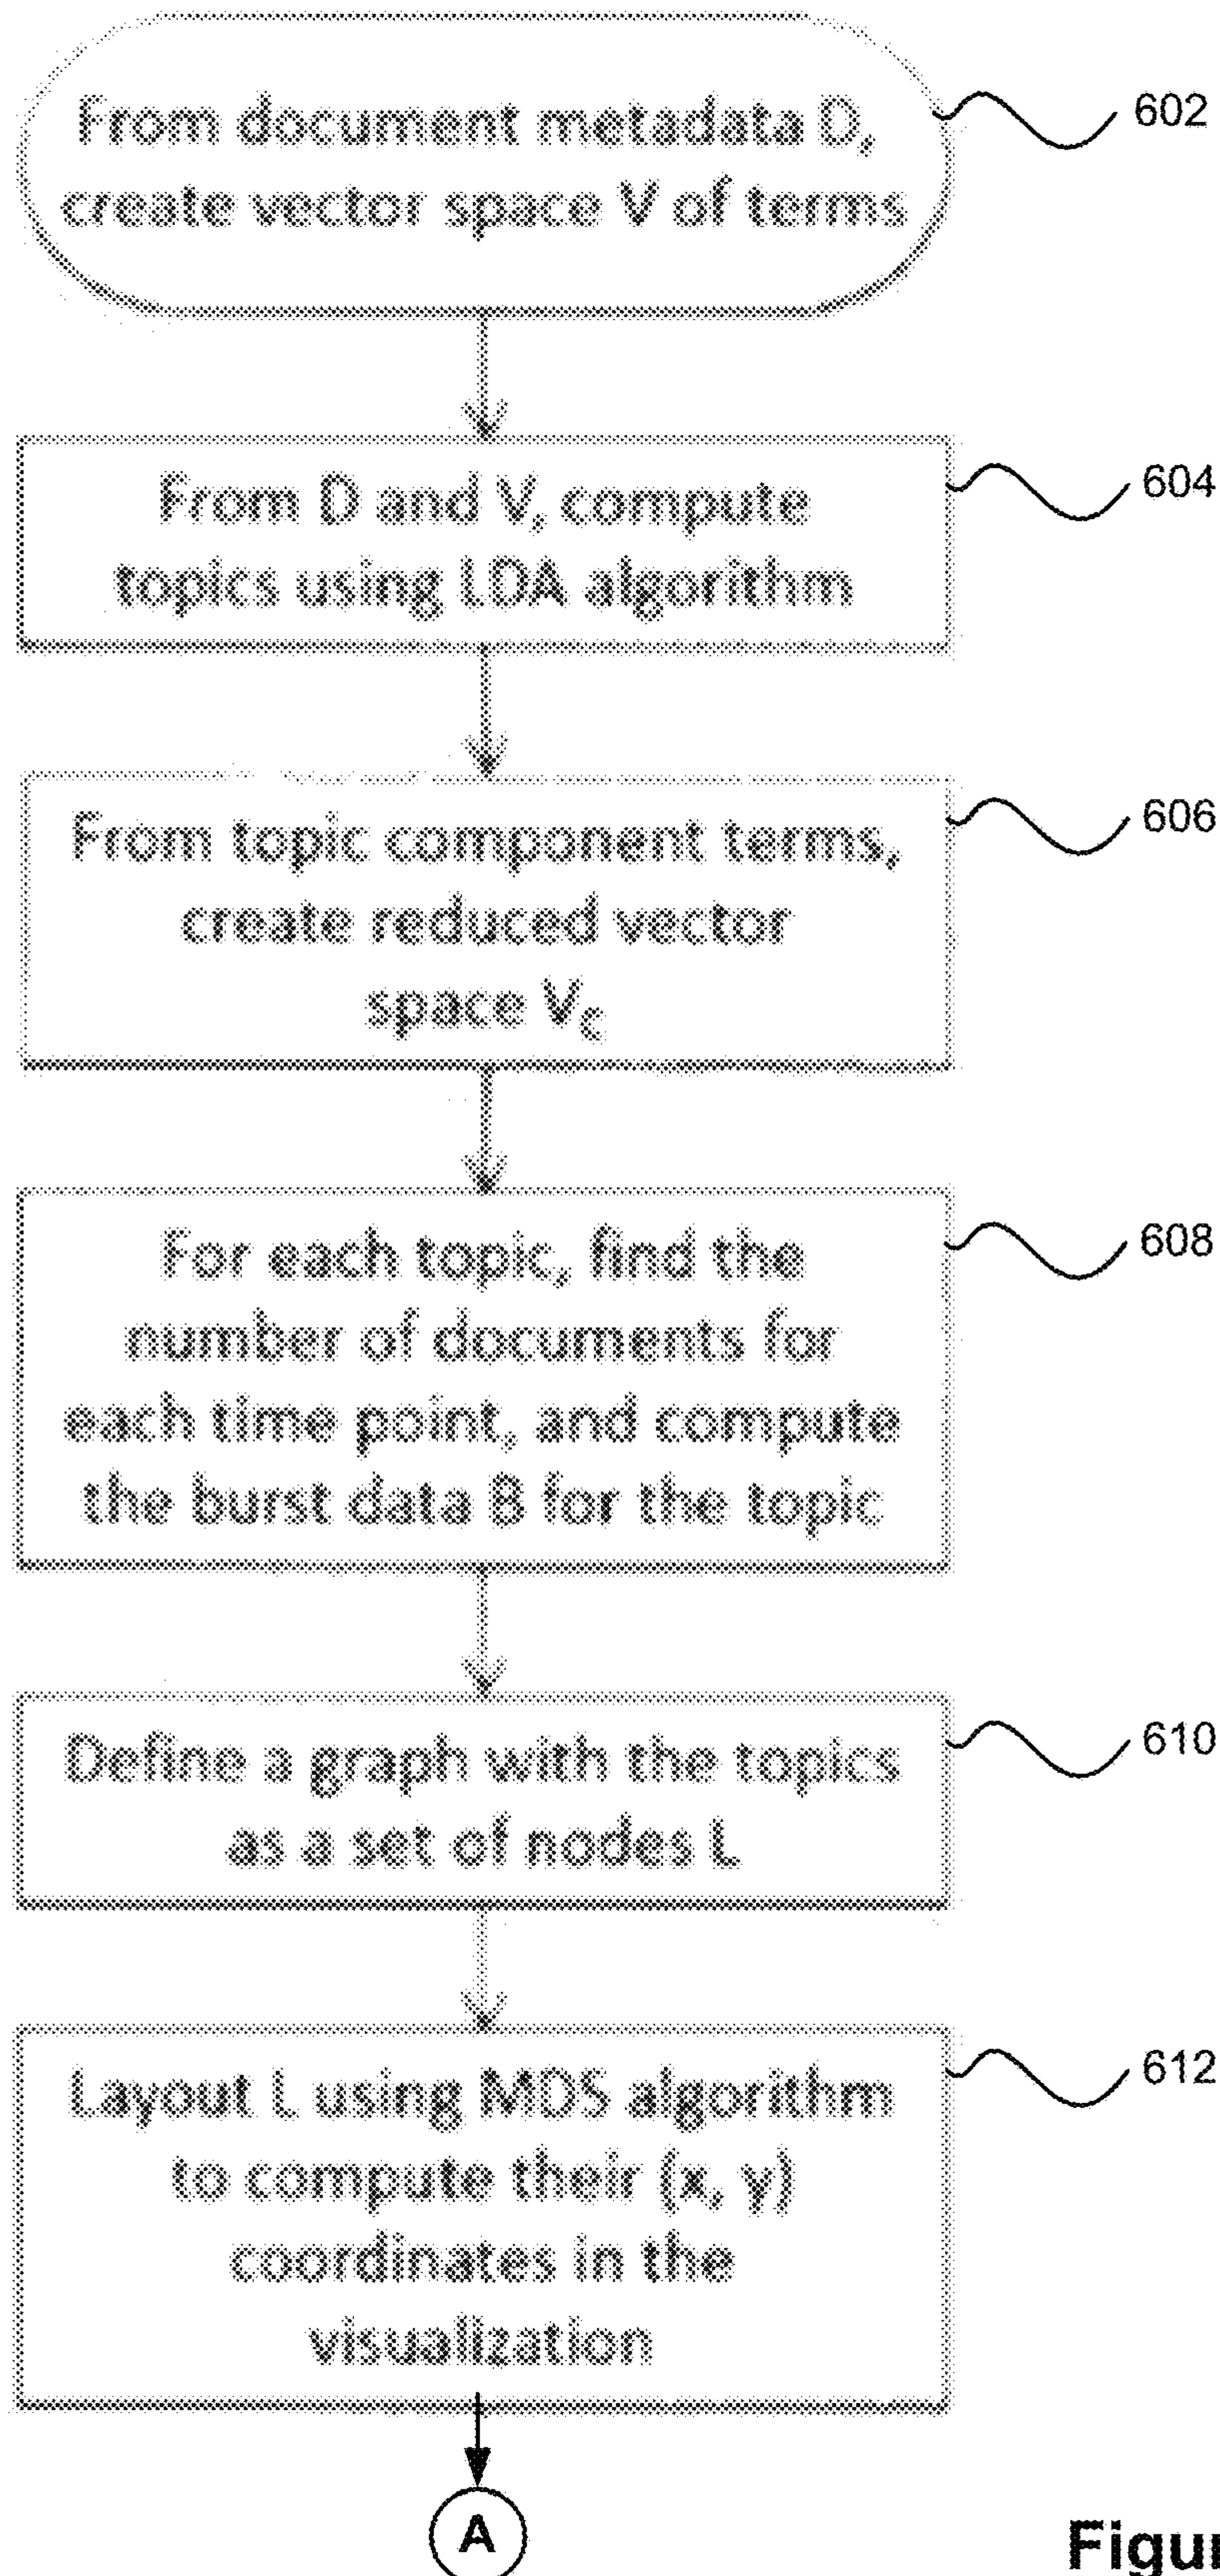 From document metadata D,
create vector space V of terms
602
From D and V, compute
topics using LDA algorithm
604
From topic component terms,
create reduced vector
space VC
606
For each topic, find the
number of documents for
each time point, and compute
the burst data B for the topic
608
Define a graph with the topics
as a set of nodes L
610
Layout L using MDS algorithm
to compute their (x, y)
coordinates in the
visualization
612
A
Figur